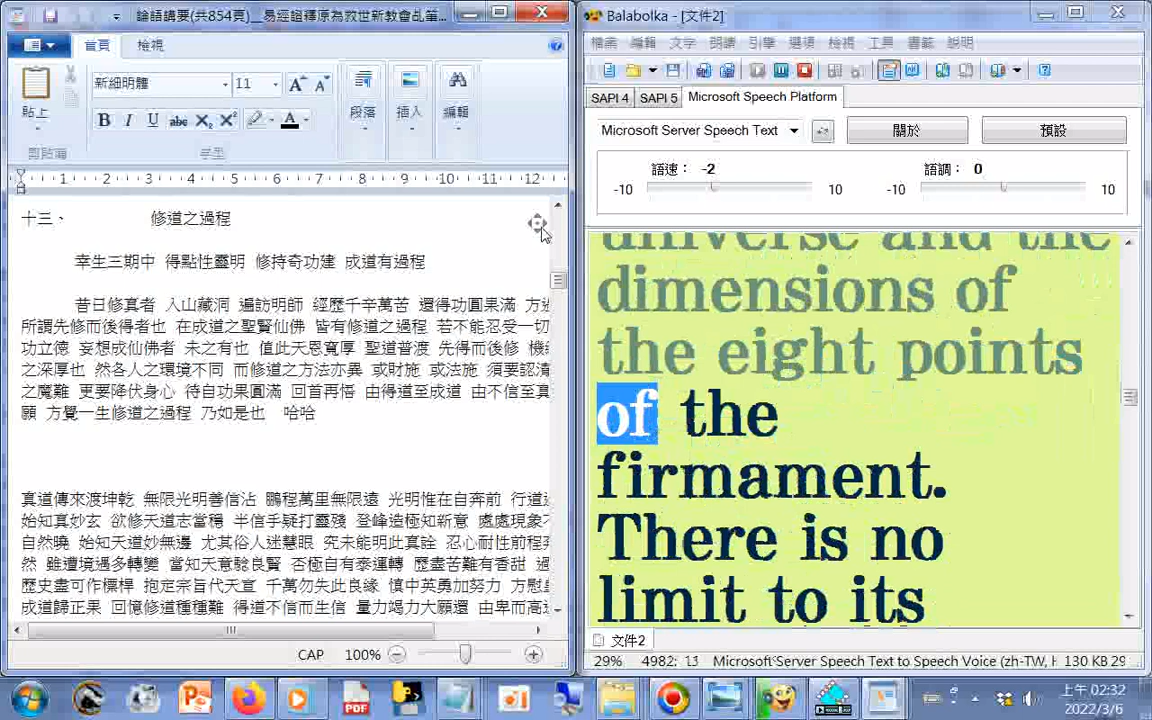 論語講要(共854頁)__易經證釋原為救世新教會乩筆...
首頁
檢視
貼上
新細明體
11
剪貼簿
字型
段落
插入
編輯
1 2 3 4 5 6 7 8 9 10 11 12
十三、 修道之過程
幸生三期中 得點性靈明 修持奇功建 成道有過程
昔日修真者 入山藏洞 遍訪明師 經歷千辛萬苦 還得功圓果滿 方
所謂先修而後得者也 在成道之聖賢仙佛 皆有修道之過程 若不能忍受一切
功立德 妄想成仙佛者 未之有也 值此天恩寬厚 聖道普渡 先得而後修 機
之深厚也 然各人之環境不同 而修道之方法亦異 或財施 或法施 須要認清
之魔難 更要降伏身心 待自功果圓滿 回首再悟 由得道至成道 由不信至真
願 方覺一生修道之過程 乃如是也 哈哈
真道傳來渡坤乾 無限光明善信沾 鵬程萬里無限遠 光明惟在自奔前 行道
始知真妙玄 欲修天道志當穩 半信乎疑打靈殘 登峰造極知新意 處處現象
自然曉 始知天道妙無邊 尤其俗人迷慧眼 究未能明此真詮 忍心耐性前程
然 雖遭境遇多轉變 當知天意驗良賢 否極自有泰運轉 歷盡苦難有香甜 過
歷史盡可作標桿 抱定宗旨代天宣 千萬勿失此良緣 慎中英勇加努力 方慰
成道歸正果 回憶修道種種難 得道不信而生信 量力竭力大願還 由卑而高
CAP 100%
Balabolka - [文件2]
檔案 編輯 文字 朗讀 引擎 選項 檢視 工具 書籤 說明
SAPI 4 SAPI 5 Microsoft Speech Platform
Microsoft Server Speech Text
關於
預設
語速： -2
語調： 0
-10 10 -10 10
universe and the
dimensions of
the eight points
of the
firmament.
There is no
limit to its
文件2
29% 4982: 13 Microsoft Server Speech Text to Speech Voice (zh-TW, H 130 KB 29
上午 02:32
2022/3/6